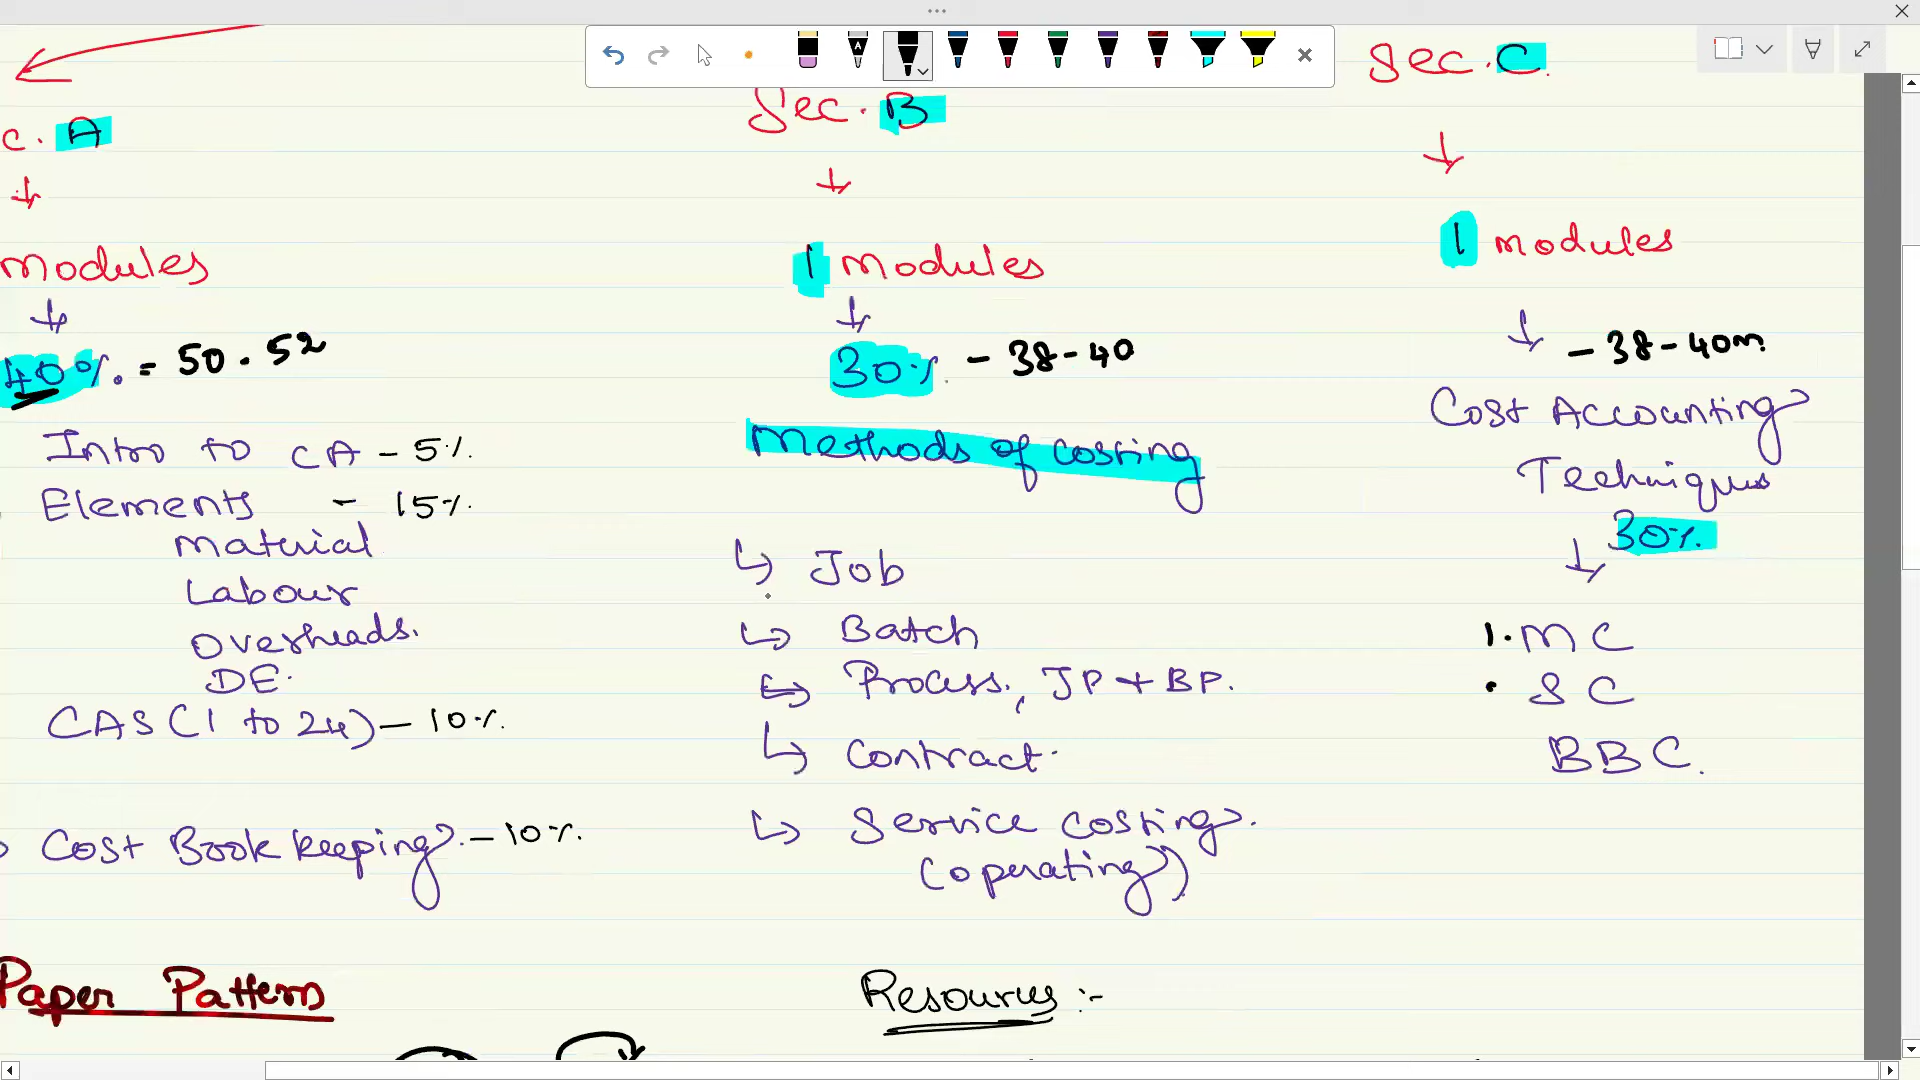 c. A
modules
40% = 50-52
Intro to CA - 5%.
Elements - 15%.
Material
Labour
Overheads.
DE.
CAS (1 to 24) - 10%.
Cost Book keeping - 10%.
Paper Pattern
Sec. B
1 modules
30% - 38-40
Methods of costing
Job
Batch
Process, JP + BP.
Contract.
Service costing.
(operating)
Resources :-
Sec. C
1 modules
- 38-40m
Cost Accounting
Techniques
30%.
1. MC
SC
BBC.